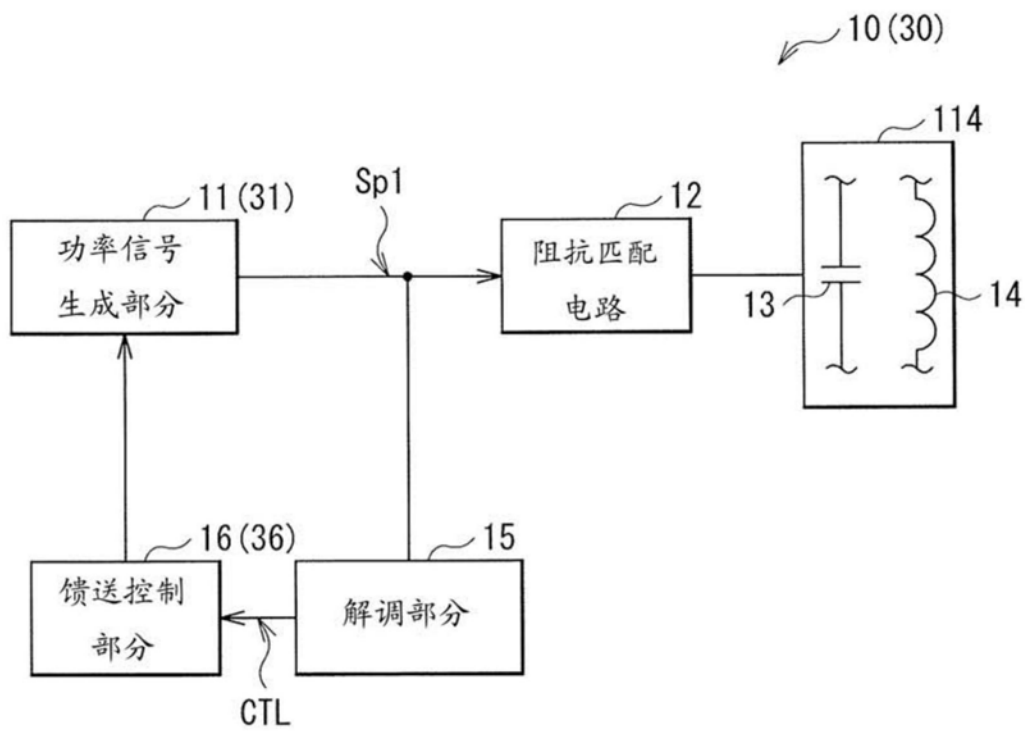 10(30)
114
Sp1
11(31)
12
功率信号
生成部分
阻抗匹配
电路
13
14
16(36)
15
馈送控制
部分
解调部分
CTL